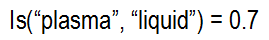 Is(“plasma”, “liquid”) = 0.7